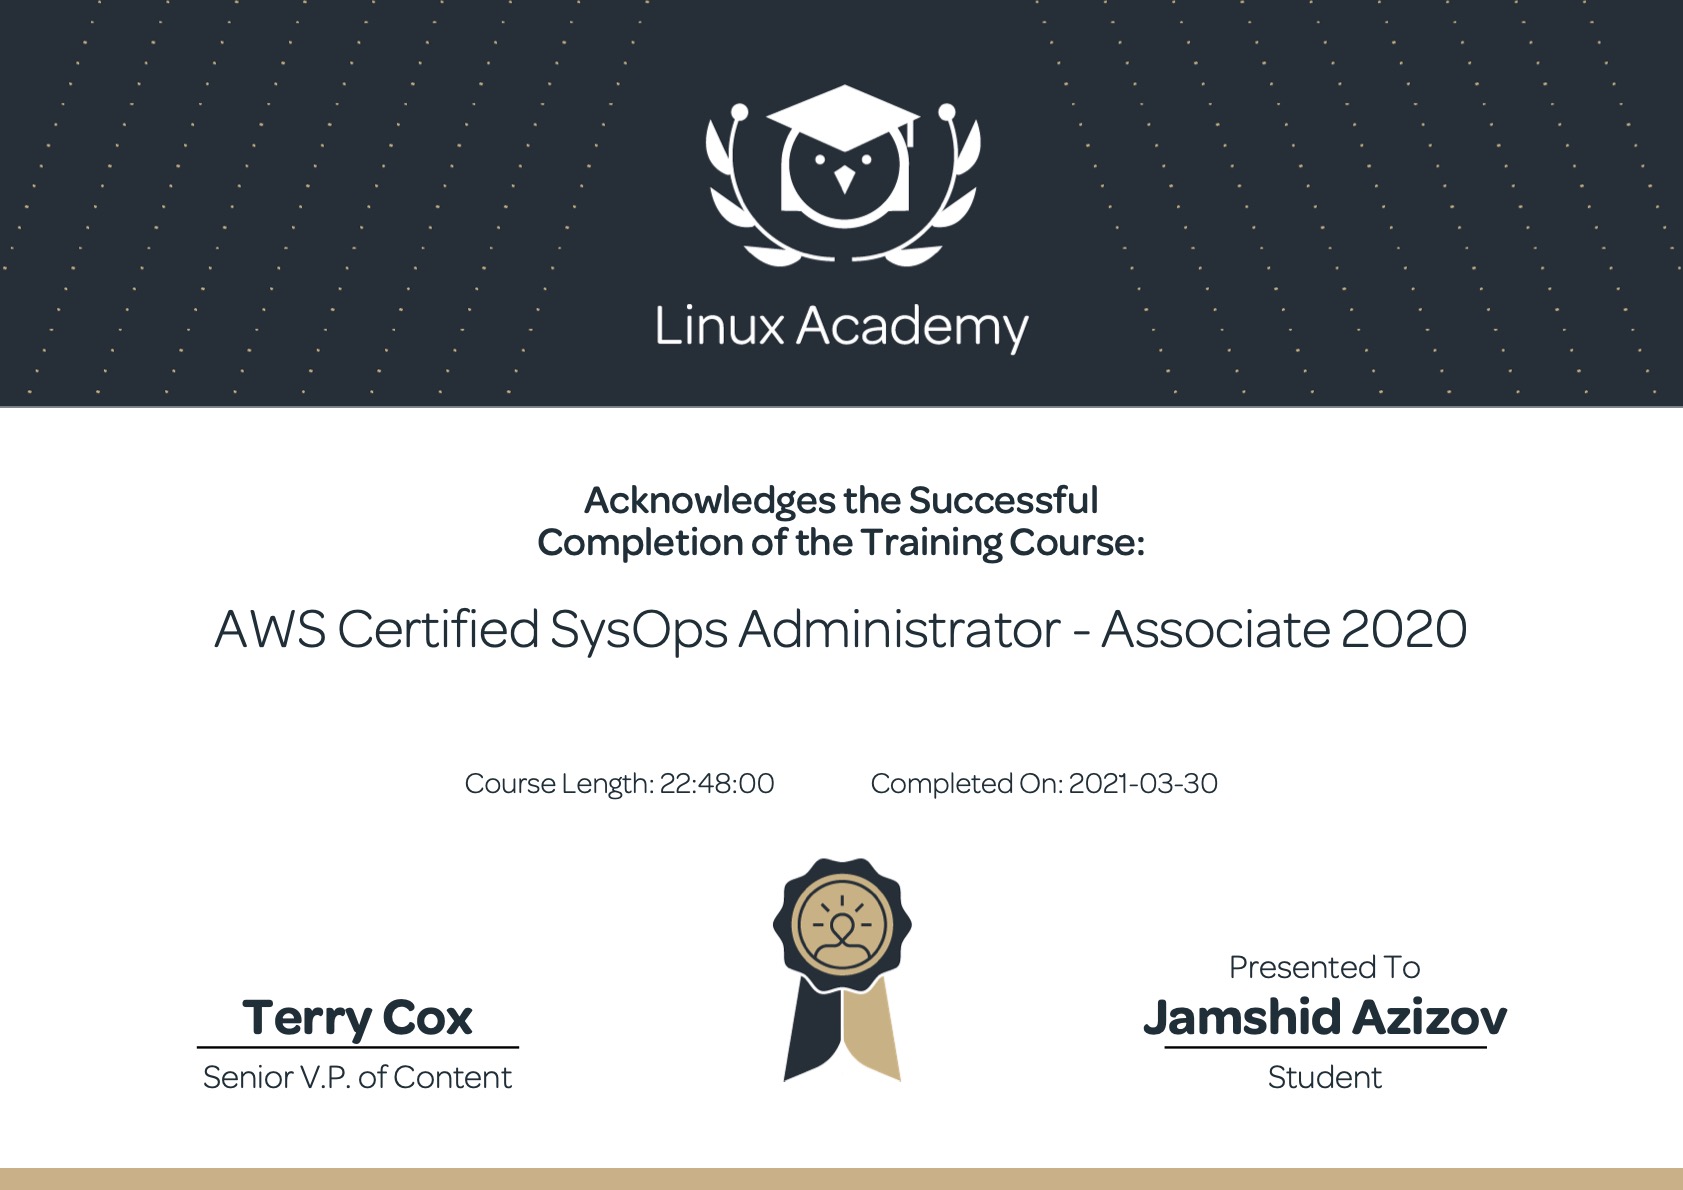 Linux Academy
Acknowledges the Successful
Completion of the Training Course:
AWS Certified SysOps Administrator - Associate 2020
Course Length: 22:48:00
Completed On: 2021-03-30
Terry Cox
Senior V.P. of Content
Presented To
Jamshid Azizov
Student